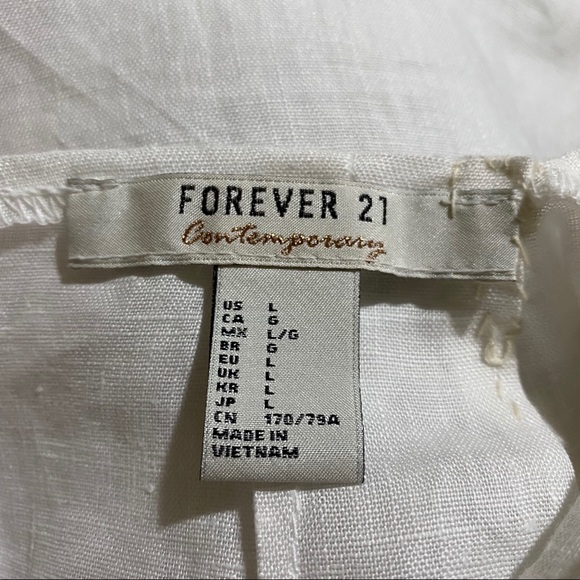 FOREVER 21
Contemporary
US L
CA G
MX L/G
BR G
EU L
UK L
KR L
JP L
CN 170/79A
MADE IN
VIETNAM